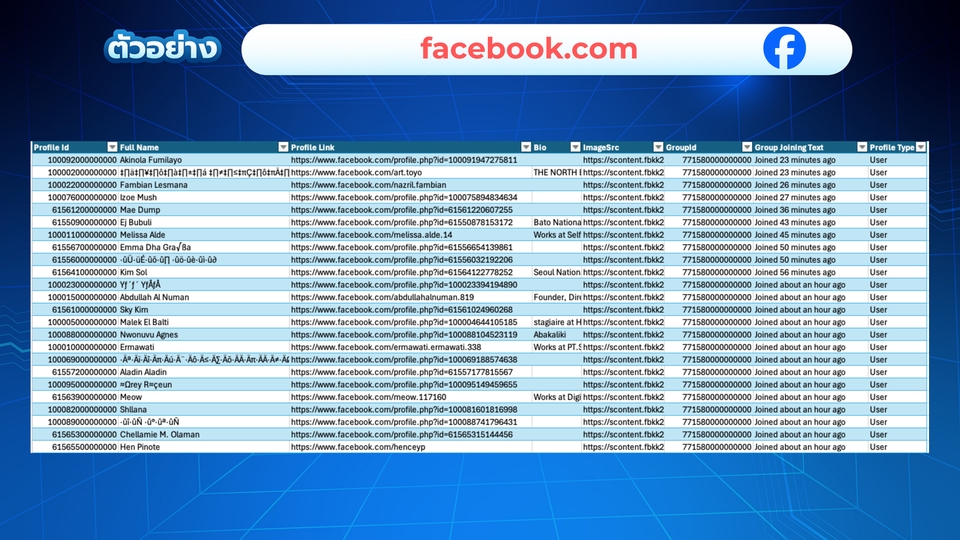 ตัวอย่าง facebook.com
Profile Id Full Name Profile Link Bio ImageSrc GroupId Group Joining Text Profile Type
100092000000000 Akinola Fumilayo https://www.facebook.com/profile.php?id=100091947275811 https://scontent.fbkk2 771580000000000 Joined 23 minutes ago User
100002000000000 https://www.facebook.com/art.toyo THE NORTH https://scontent.fbkk2 771580000000000 Joined 23 minutes ago User
100022000000000 Fambian Lesmana https://www.facebook.com/nazril.fambian https://scontent.fbkk2 771580000000000 Joined 26 minutes ago User
100076000000000 Izoe Mush https://www.facebook.com/profile.php?id=100075894834634 https://scontent.fbkk2 771580000000000 Joined 27 minutes ago User
61561200000000 Mae Dump https://www.facebook.com/profile.php?id=61561220607255 https://scontent.fbkk2 771580000000000 Joined 36 minutes ago User
61550900000000 Ej Bubuli https://www.facebook.com/profile.php?id=61550878153172 Bato Nationa https://scontent.fbkk2 771580000000000 Joined 43 minutes ago User
100011000000000 Melissa Alde https://www.facebook.com/melissa.alde.14 Works at Self https://scontent.fbkk2 771580000000000 Joined 45 minutes ago User
61556700000000 Emma Dha Gra√Ba https://www.facebook.com/profile.php?id=61556654139861 https://scontent.fbkk2 771580000000000 Joined 50 minutes ago User
61556000000000 https://www.facebook.com/profile.php?id=61556032192206 https://scontent.fbkk2 771580000000000 Joined 50 minutes ago User
61564100000000 Kim Sol https://www.facebook.com/profile.php?id=61564122778252 Seoul Nation https://scontent.fbkk2 771580000000000 Joined 56 minutes ago User
100023000000000 https://www.facebook.com/profile.php?id=100023394194890 https://scontent.fbkk2 771580000000000 Joined about an hour ago User
100015000000000 Abdullah Al Numan https://www.facebook.com/abdullahalnuman.819 Founder, Dire https://scontent.fbkk2 771580000000000 Joined about an hour ago User
61561000000000 Sky Kim https://www.facebook.com/profile.php?id=61561024960268 https://scontent.fbkk2 771580000000000 Joined about an hour ago User
100005000000000 Malek El Balti https://www.facebook.com/profile.php?id=100004644105185 stagiaire at H https://scontent.fbkk2 771580000000000 Joined about an hour ago User
100088000000000 Nwonuvu Agnes https://www.facebook.com/profile.php?id=100088104523119 Abakaliki https://scontent.fbkk2 771580000000000 Joined about an hour ago User
100010000000000 Ermawati https://www.facebook.com/ermawati.ermawati.338 Works at PT.S https://scontent.fbkk2 771580000000000 Joined about an hour ago User
100069000000000 https://www.facebook.com/profile.php?id=100069188574638 https://scontent.fbkk2 771580000000000 Joined about an hour ago User
61557200000000 Aladin Aladin https://www.facebook.com/profile.php?id=61557177815567 https://scontent.fbkk2 771580000000000 Joined about an hour ago User
100095000000000 ≈Ωrey R≈çeun https://www.facebook.com/profile.php?id=100095149459655 https://scontent.fbkk2 771580000000000 Joined about an hour ago User
61563900000000 Meow https://www.facebook.com/meow.117160 Works at Digi https://scontent.fbkk2 771580000000000 Joined about an hour ago User
100082000000000 Shilana https://www.facebook.com/profile.php?id=100081601816998 https://scontent.fbkk2 771580000000000 Joined about an hour ago User
100089000000000 https://www.facebook.com/profile.php?id=100088741796431 https://scontent.fbkk2 771580000000000 Joined about an hour ago User
61565300000000 Chellamie M. Olaman https://www.facebook.com/profile.php?id=61565315144456 https://scontent.fbkk2 771580000000000 Joined about an hour ago User
61565500000000 Hen Pinote https://www.facebook.com/henceyp https://scontent.fbkk2 771580000000000 Joined about an hour ago User